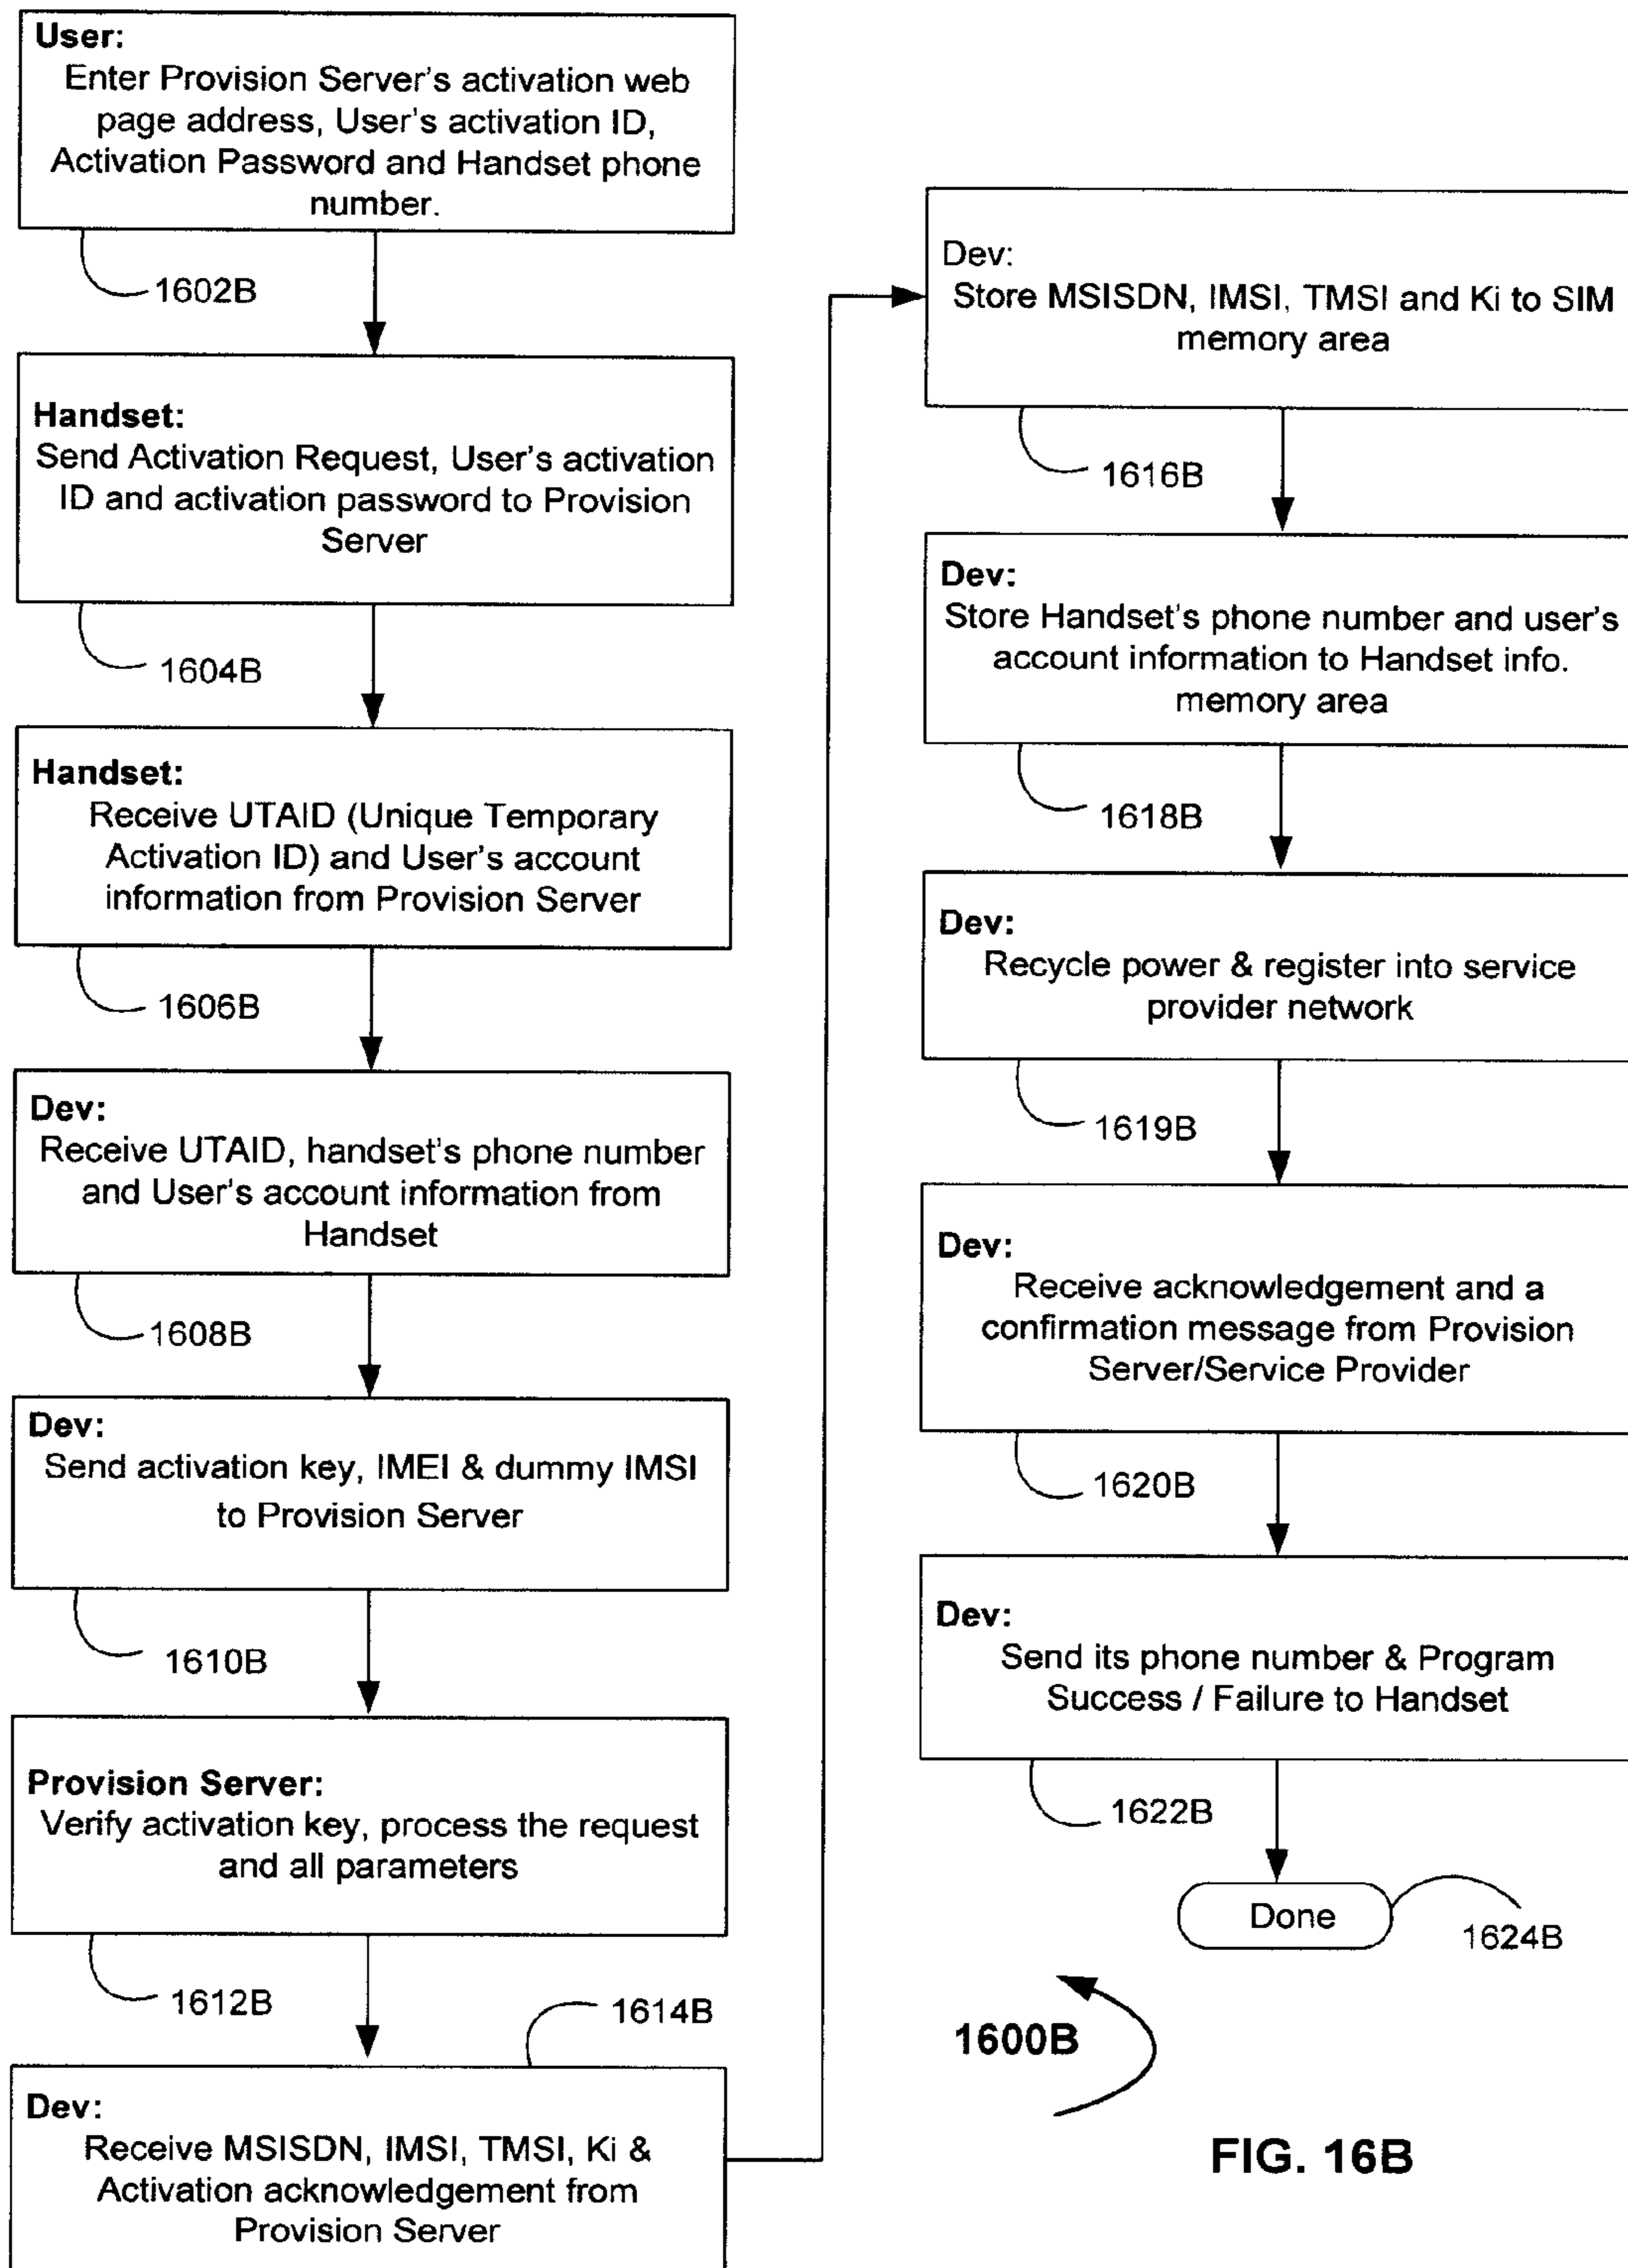 User:
Enter Provision Server's activation web
page address, User's activation ID,
Activation Password and Handset phone
number.
1602B
Handset:
Send Activation Request, User's activation
ID and activation password to Provision
Server
1604B
Handset:
Receive UTAID (Unique Temporary
Activation ID) and User's account
information from Provision Server
1606B
Dev:
Receive UTAID, handset's phone number
and User's account information from
Handset
1608B
Dev:
Send activation key, IMEI & dummy IMSI
to Provision Server
1610B
Provision Server:
Verify activation key, process the request
and all parameters
1612B
1614B
Dev:
Receive MSISDN, IMSI, TMSI, Ki &
Activation acknowledgement from
Provision Server
Dev:
Store MSISDN, IMSI, TMSI and Ki to SIM
memory area
1616B
Dev:
Store Handset's phone number and user's
account information to Handset info.
memory area
1618B
Dev:
Recycle power & register into service
provider network
1619B
Dev:
Receive acknowledgement and a
confirmation message from Provision
Server/Service Provider
1620B
Dev:
Send its phone number & Program
Success / Failure to Handset
1622B
Done
1624B
1600B
FIG. 16B